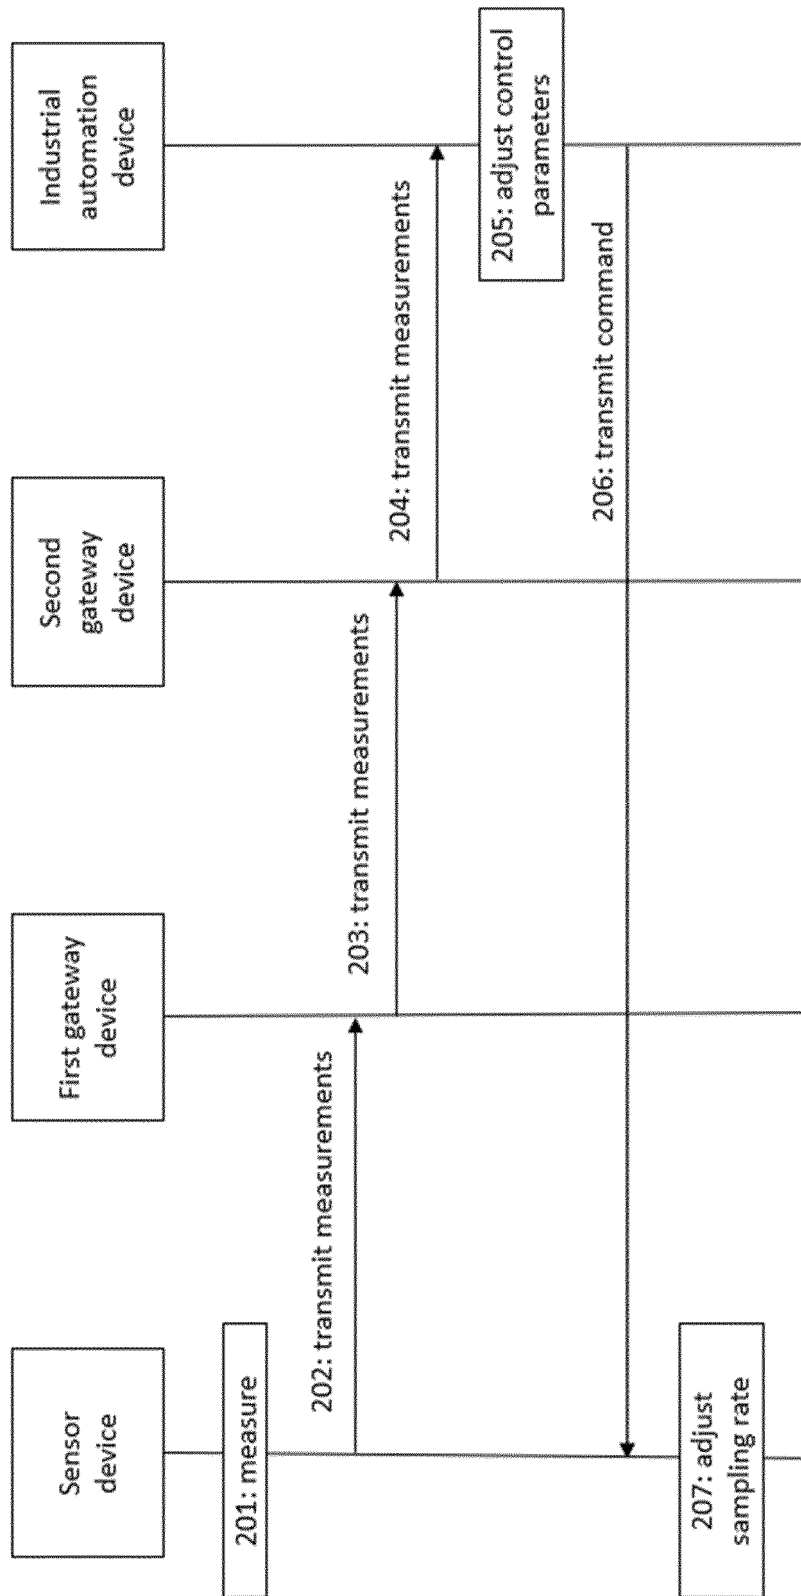 Sensor
device
First gateway
device
Second
gateway
device
Industrial
automation
device
201: measure
202: transmit measurements
203: transmit measurements
204: transmit measurements
205: adjust control
parameters
206: transmit command
207: adjust
sampling rate